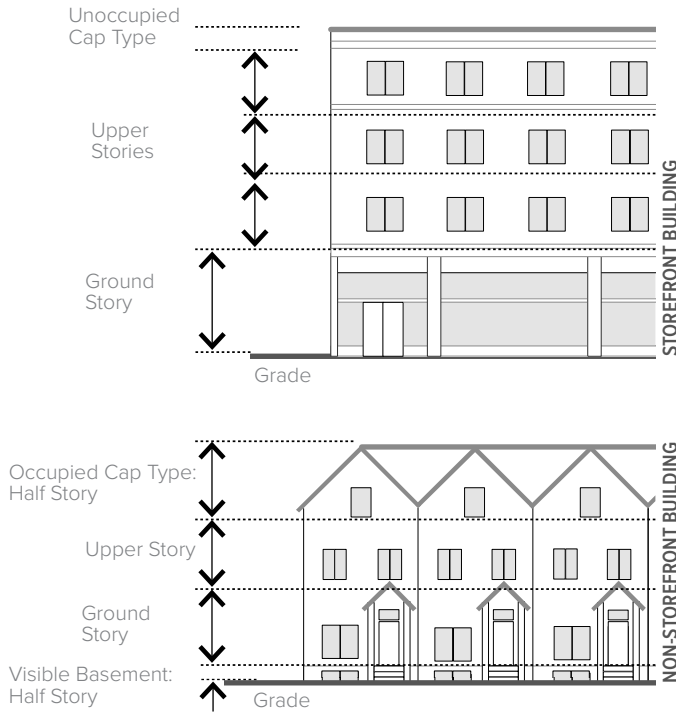 Unoccupied
Cap Type
Upper
Stories
Ground
Story
Grade
STOREFRONT BUILDING
Occupied Cap Type:
Half Story
Upper Story
Ground
Story
Visible Basement:
Half Story
Grade
NON-STOREFRONT BUILDING